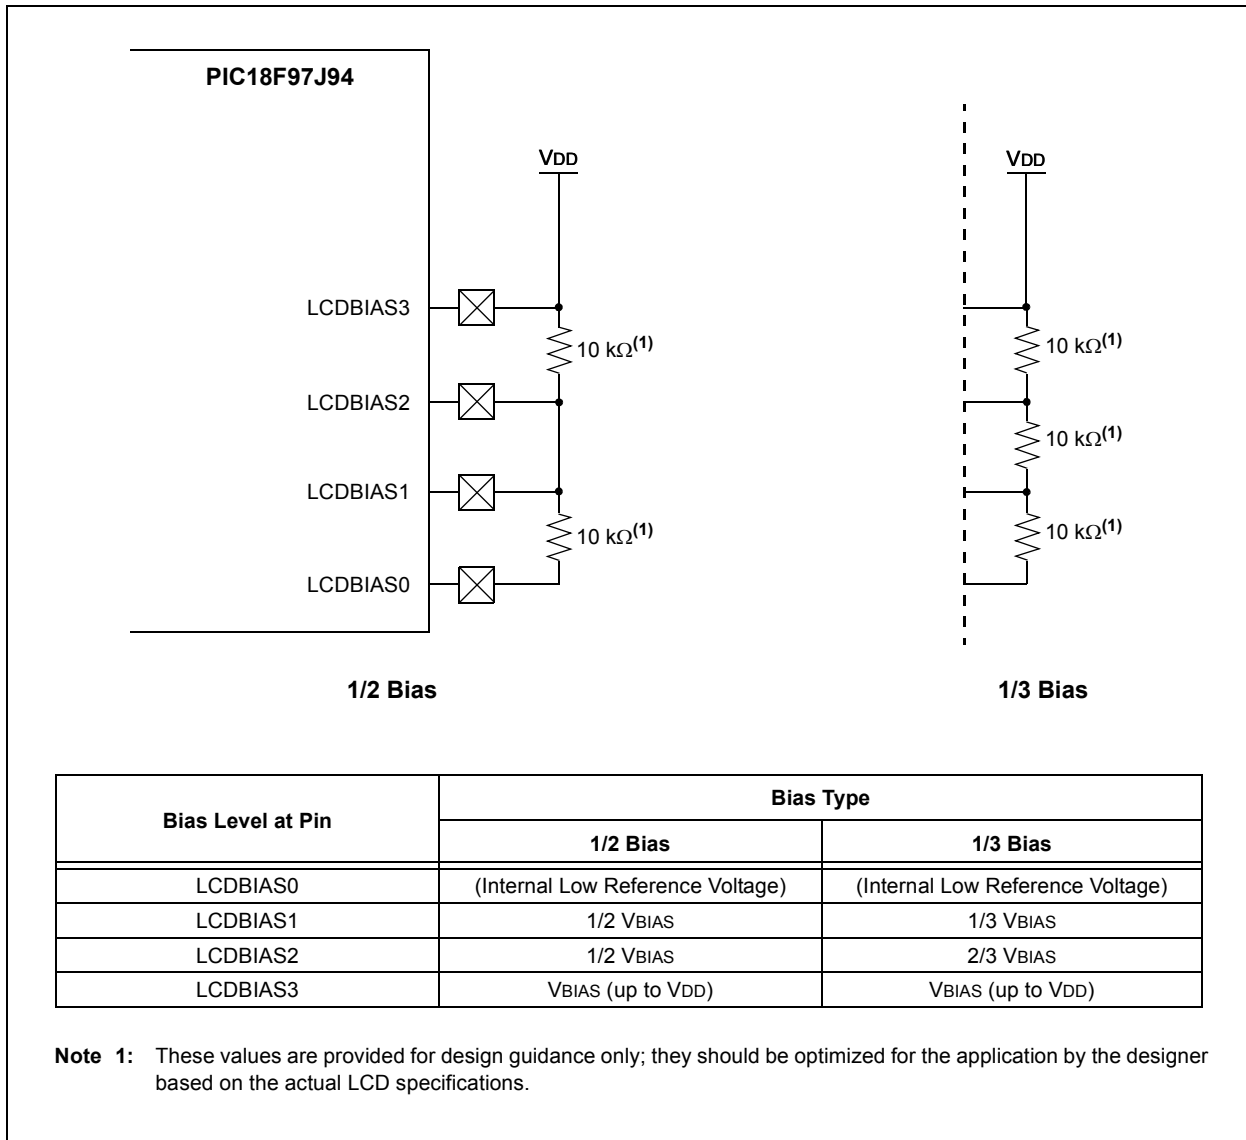 PIC18F97J94
VDD
VDD
LCDBIAS3
10 kΩ(1)
10 kΩ(1)
LCDBIAS2
10 kΩ(1)
LCDBIAS1
10 kΩ(1)
10 kΩ(1)
LCDBIAS0
1/2 Bias
1/3 Bias
Bias Level at Pin
Bias Type
1/2 Bias
1/3 Bias
LCDBIAS0 (Internal Low Reference Voltage) (Internal Low Reference Voltage)
LCDBIAS1 1/2 VBIAS 1/3 VBIAS
LCDBIAS2 1/2 VBIAS 2/3 VBIAS
LCDBIAS3 VBIAS (up to VDD) VBIAS (up to VDD)
Note 1: These values are provided for design guidance only; they should be optimized for the application by the designer
based on the actual LCD specifications.